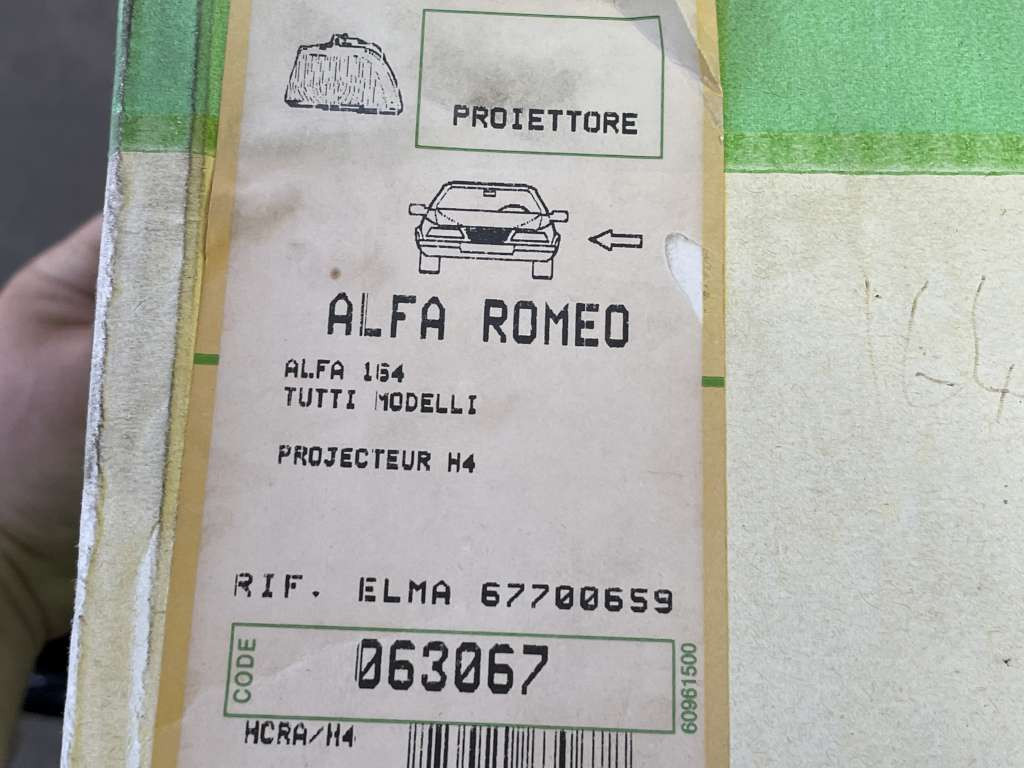 PROIETTORE
ALFA ROMEO
ALFA 164
TUTTI MODELLI
PROJECTEUR H4
RIF. ELMA 67700659
CODE
063067
60961500
HCRA/H4